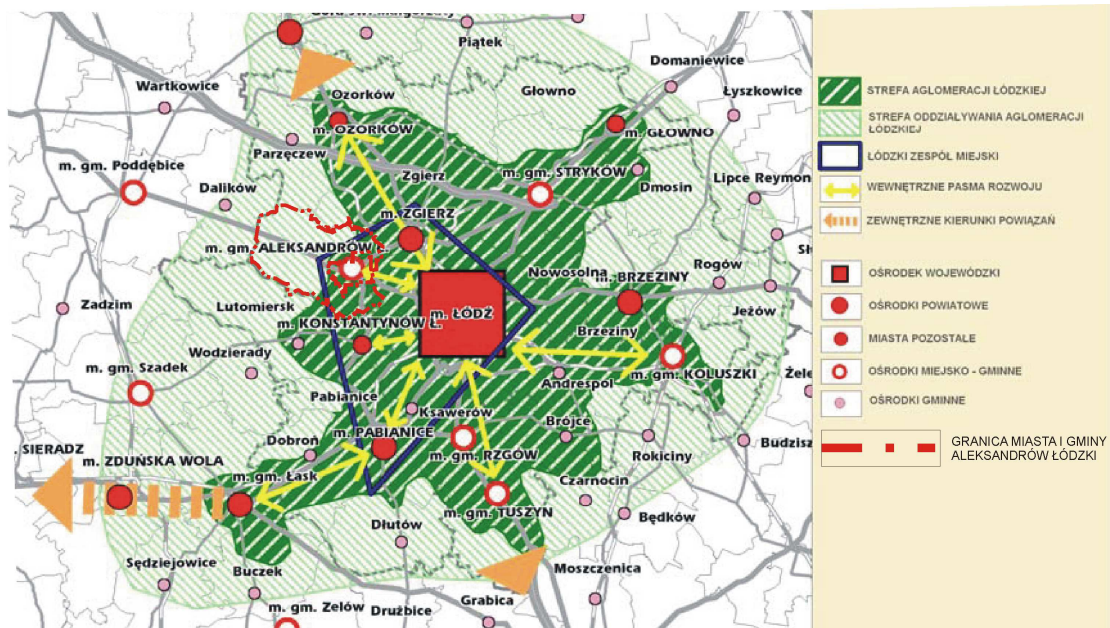 Piątek
Domaniewice
Wartkowice
Ozorków
Głowno
Łyszkowice
m. OZORKÓW
m. GŁOWNO
Parzęczew
m. gm. Poddębice
Zgierz
m. gm. STRYKÓW
Dalików
Dmosin
Lipce Reymon
m. ZGIERZ
m. gm. ALEKSANDRÓW Ł.
Nowosolna
m. BRZEZINY
Rogów
Zadzim
Lutomiersk
m. ŁÓDŹ
Jeżów
m. KONSTANTYNÓW Ł.
Brzeziny
Wodzierady
m. gm. Szadek
m. gm. KOLUSZKI
Andrespol
Żele
Pabianice
Ksawerów
Brójce
m. PABIANICE
Dobroń
Budzisz
. SIERADZ
m. gm. RZGÓW
Rokiciny
m. ZDUŃSKA WOLA
m. gm. Łask
Czarnocin
m. gm. TUSZYN
Będków
Dłutów
Sędziejowice
Buczek
Moszczenica
Grabica
m. gm. Zelów
Drużbice
STREFA AGLOMERACJI ŁÓDZKIEJ
STREFA ODDZIAŁYWANIA AGLOMERACJI
ŁÓDZKIEJ
ŁÓDZKI ZESPÓŁ MIEJSKI
WEWNĘTRZNE PASMA ROZWOJU
ZEWNĘTRZNE KIERUNKI POWIĄZAŃ
OŚRODEK WOJEWÓDZKI
OŚRODKI POWIATOWE
MIASTA POZOSTAŁE
OŚRODKI MIEJSKO - GMINNE
OŚRODKI GMINNE
GRANICA MIASTA I GMINY
ALEKSANDRÓW ŁÓDZKI